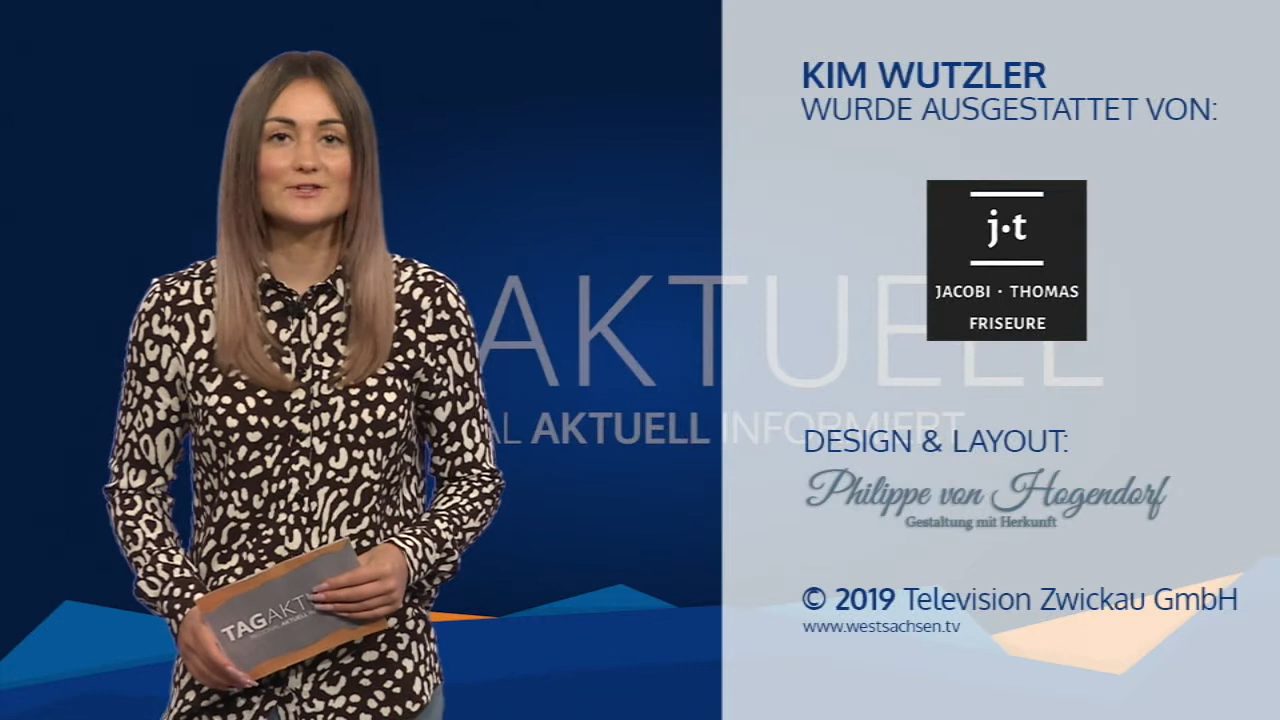 KIM WUTZLER
WURDE AUSGESTATTET VON:
j·t
JACOBI · THOMAS
FRISEURE
AKTUELL
AKTUELL INFORMIERT
DESIGN & LAYOUT:
Philippe von Hogendorf
Gestaltung mit Herkunft
© 2019 Television Zwickau GmbH
www.westsachsen.tv
TAGAKT